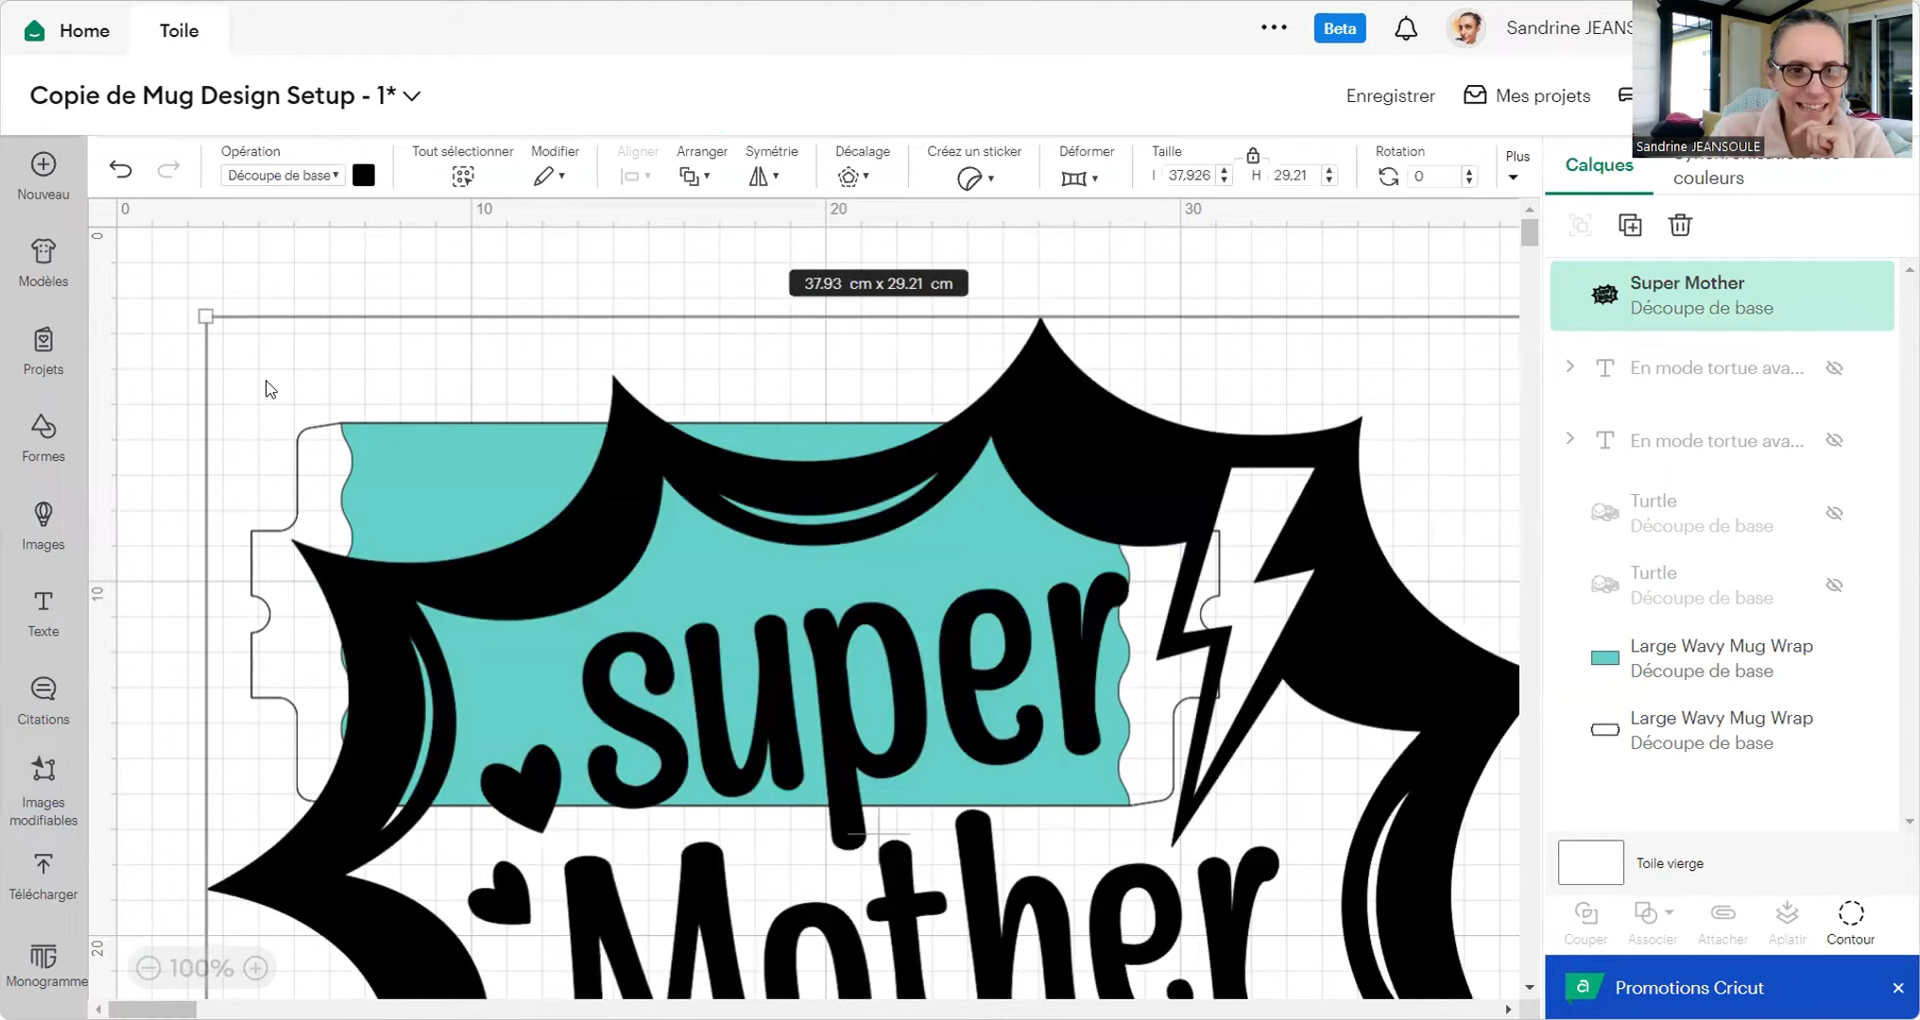 Home
Toile
Beta
Sandrine JEANS
Copie de Mug Design Setup - 1*
Enregistrer
Mes projets
Sandrine JEANSOULE
Opération
Découpe de base
Tout sélectionner
Modifier
Aligner
Arranger
Symétrie
Décalage
Créez un sticker
Déformer
Taille
l 37,926
H 29,21
Rotation
0
Plus
Calques
couleurs
Nouveau
Modèles
Projets
Formes
Images
Texte
Citations
Images
modifiables
Télécharger
Monogramme
0
10
20
30
0
10
20
37.93 cm x 29.21 cm
super
Mother
100%
Super Mother
Découpe de base
En mode tortue ava...
En mode tortue ava...
Turtle
Découpe de base
Turtle
Découpe de base
Large Wavy Mug Wrap
Découpe de base
Large Wavy Mug Wrap
Découpe de base
Toile vierge
Couper
Associer
Attacher
Aplatir
Contour
a
Promotions Cricut